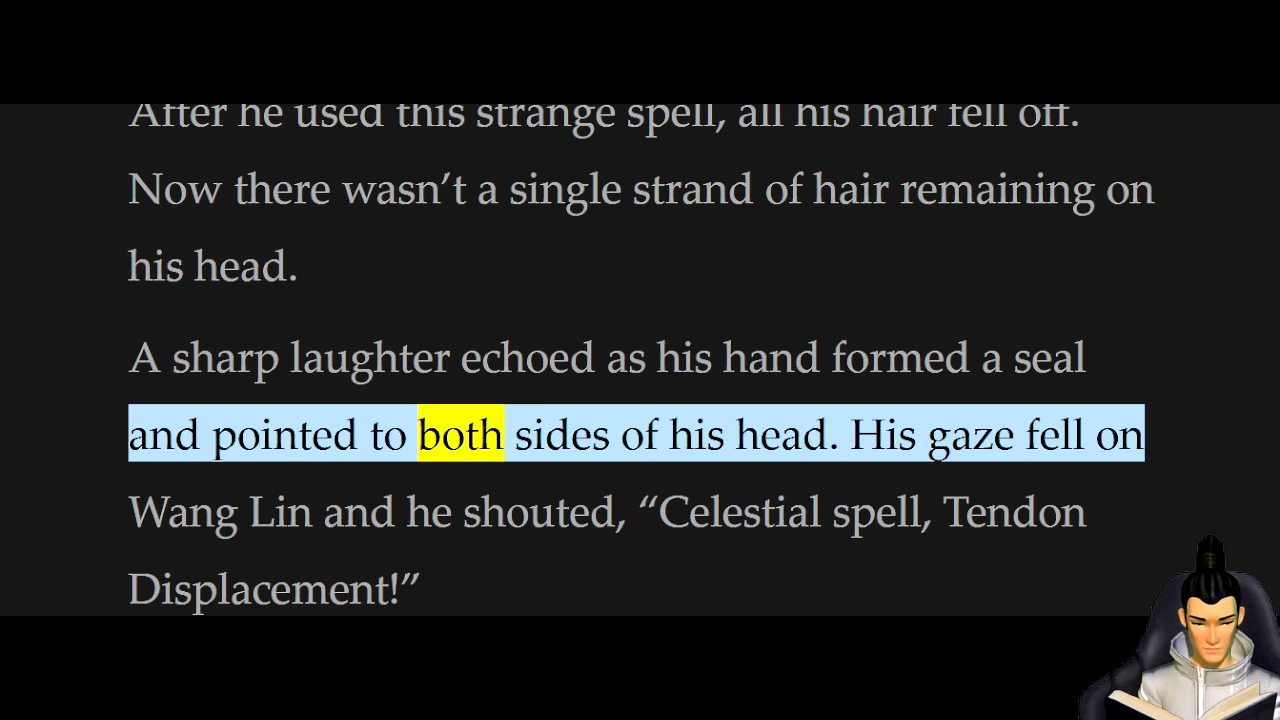 After he used this strange spell, all his hair fell off.
Now there wasn’t a single strand of hair remaining on
his head.
A sharp laughter echoed as his hand formed a seal
and pointed to both sides of his head. His gaze fell on
Wang Lin and he shouted, “Celestial spell, Tendon
Displacement!”